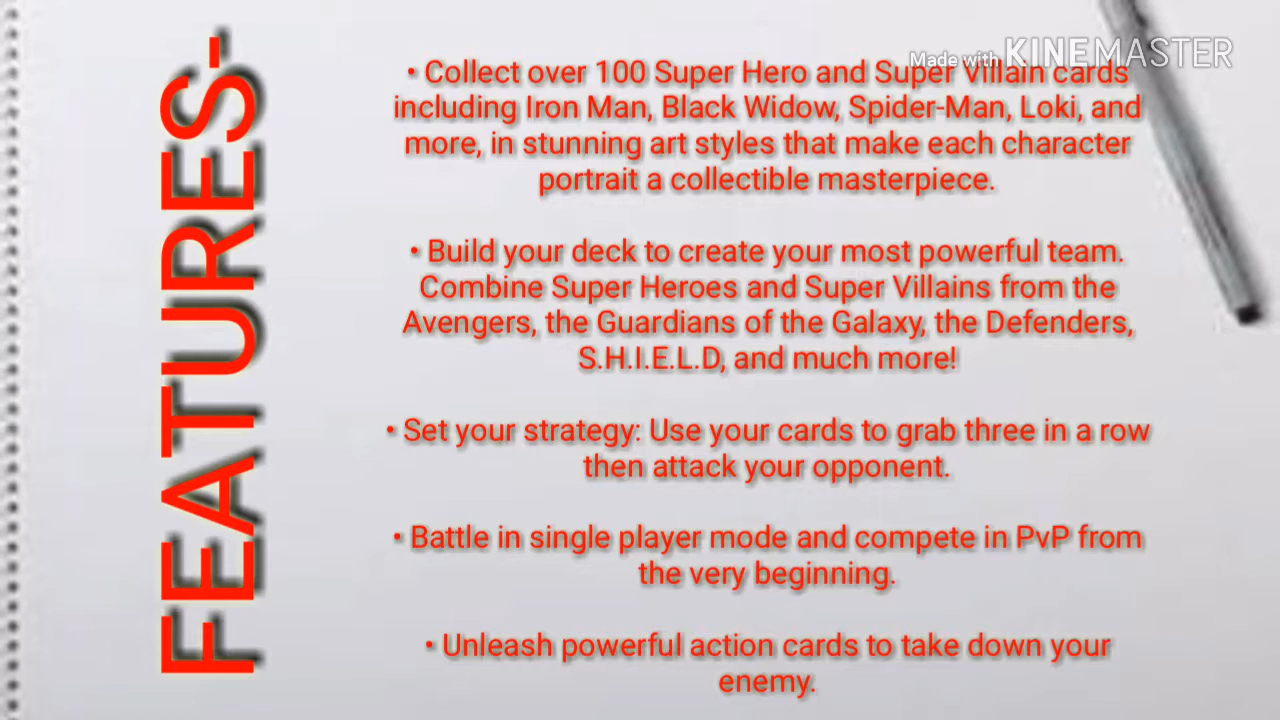 FEATURES-
Made with KINEMASTER
• Collect over 100 Super Hero and Super Villain cards
including Iron Man, Black Widow, Spider-Man, Loki, and
more, in stunning art styles that make each character
portrait a collectible masterpiece.
• Build your deck to create your most powerful team.
Combine Super Heroes and Super Villains from the
Avengers, the Guardians of the Galaxy, the Defenders,
S.H.I.E.L.D, and much more!
• Set your strategy: Use your cards to grab three in a row
then attack your opponent.
• Battle in single player mode and compete in PvP from
the very beginning.
• Unleash powerful action cards to take down your
enemy.